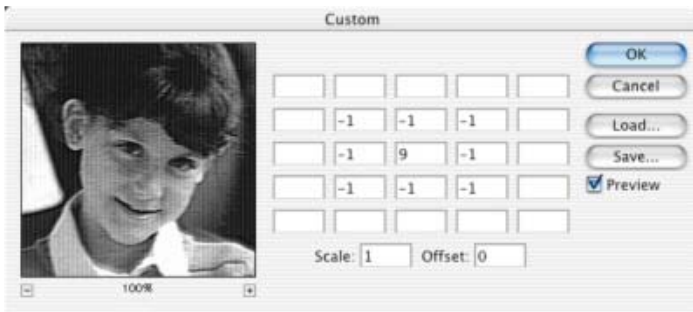 Custom
OK
Cancel
-1 -1 -1
Load...
-1 9 -1
Save...
Preview
-1 -1 -1
Scale: 1 Offset: 0
100%